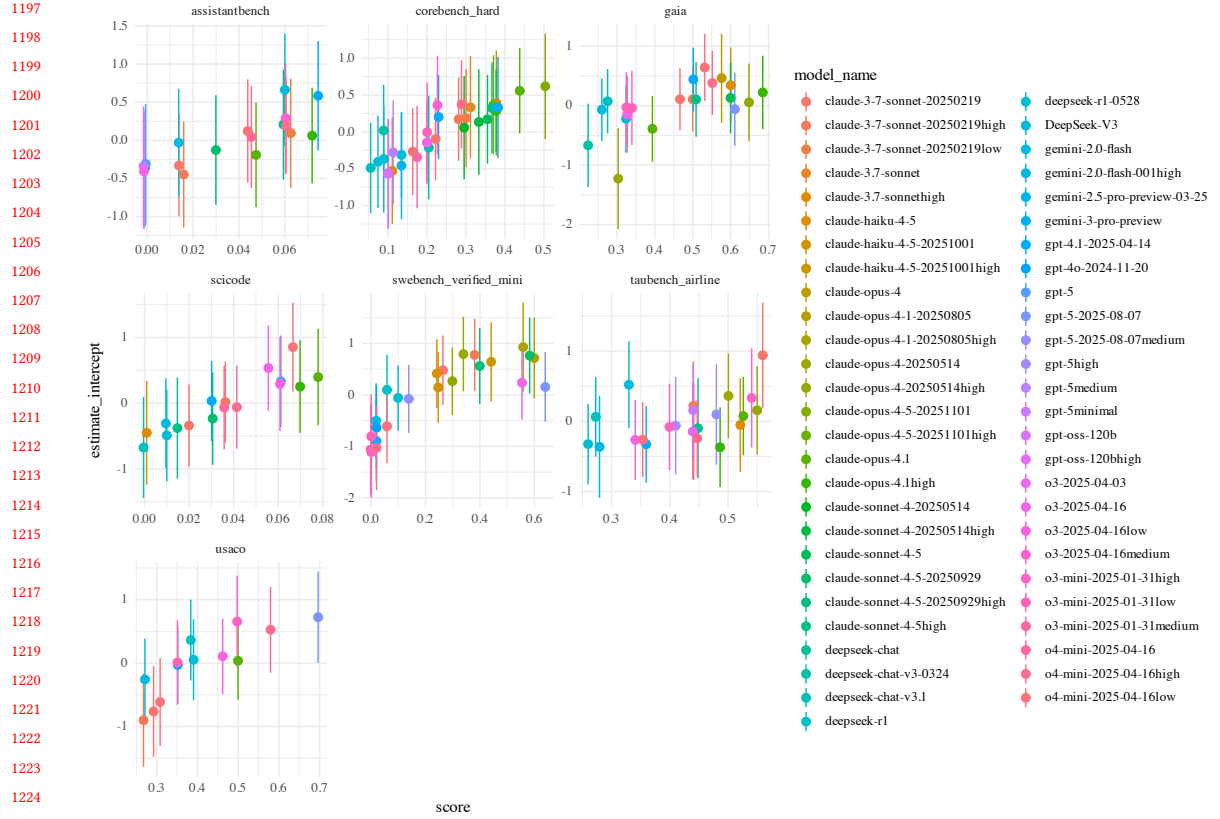 1197
1198
1199
1200
1201
1202
1203
1204
1205
1206
1207
1208
1209
1210
1211
1212
1213
1214
1215
1216
1217
1218
1219
1220
1221
1222
1223
1224
assistantbench
1.5
1.0
0.5
0.0
-0.5
-1.0
0.00 0.02 0.04 0.06
corebench_hard
1.0
0.5
0.0
-0.5
-1.0
0.1 0.2 0.3 0.4 0.5
gaia
1
0
-1
-2
0.3 0.4 0.5 0.6 0.7
scicode
1
0
-1
0.00 0.02 0.04 0.06 0.08
swebench_verified_mini
1
0
-1
-2
0.0 0.2 0.4 0.6
taubench_airline
1
0
-1
0.3 0.4 0.5
usaco
1
0
-1
0.3 0.4 0.5 0.6 0.7
estimate_intercept
score
model_name
claude-3-7-sonnet-20250219
claude-3-7-sonnet-20250219high
claude-3-7-sonnet-20250219low
claude-3.7-sonnet
claude-3.7-sonnethigh
claude-haiku-4-5
claude-haiku-4-5-20251001
claude-haiku-4-5-20251001high
claude-opus-4
claude-opus-4-1-20250805
claude-opus-4-1-20250805high
claude-opus-4-20250514
claude-opus-4-20250514high
claude-opus-4-5-20251101
claude-opus-4-5-20251101high
claude-opus-4.1
claude-opus-4.1high
claude-sonnet-4-20250514
claude-sonnet-4-20250514high
claude-sonnet-4-5
claude-sonnet-4-5-20250929
claude-sonnet-4-5-20250929high
claude-sonnet-4-5high
deepseek-chat
deepseek-chat-v3-0324
deepseek-chat-v3.1
deepseek-r1
deepseek-r1-0528
DeepSeek-V3
gemini-2.0-flash
gemini-2.0-flash-001high
gemini-2.5-pro-preview-03-25
gemini-3-pro-preview
gpt-4.1-2025-04-14
gpt-4o-2024-11-20
gpt-5
gpt-5-2025-08-07
gpt-5-2025-08-07medium
gpt-5high
gpt-5medium
gpt-5minimal
gpt-oss-120b
gpt-oss-120bhigh
o3-2025-04-03
o3-2025-04-16
o3-2025-04-16low
o3-2025-04-16medium
o3-mini-2025-01-31high
o3-mini-2025-01-31low
o3-mini-2025-01-31medium
o4-mini-2025-04-16
o4-mini-2025-04-16high
o4-mini-2025-04-16low